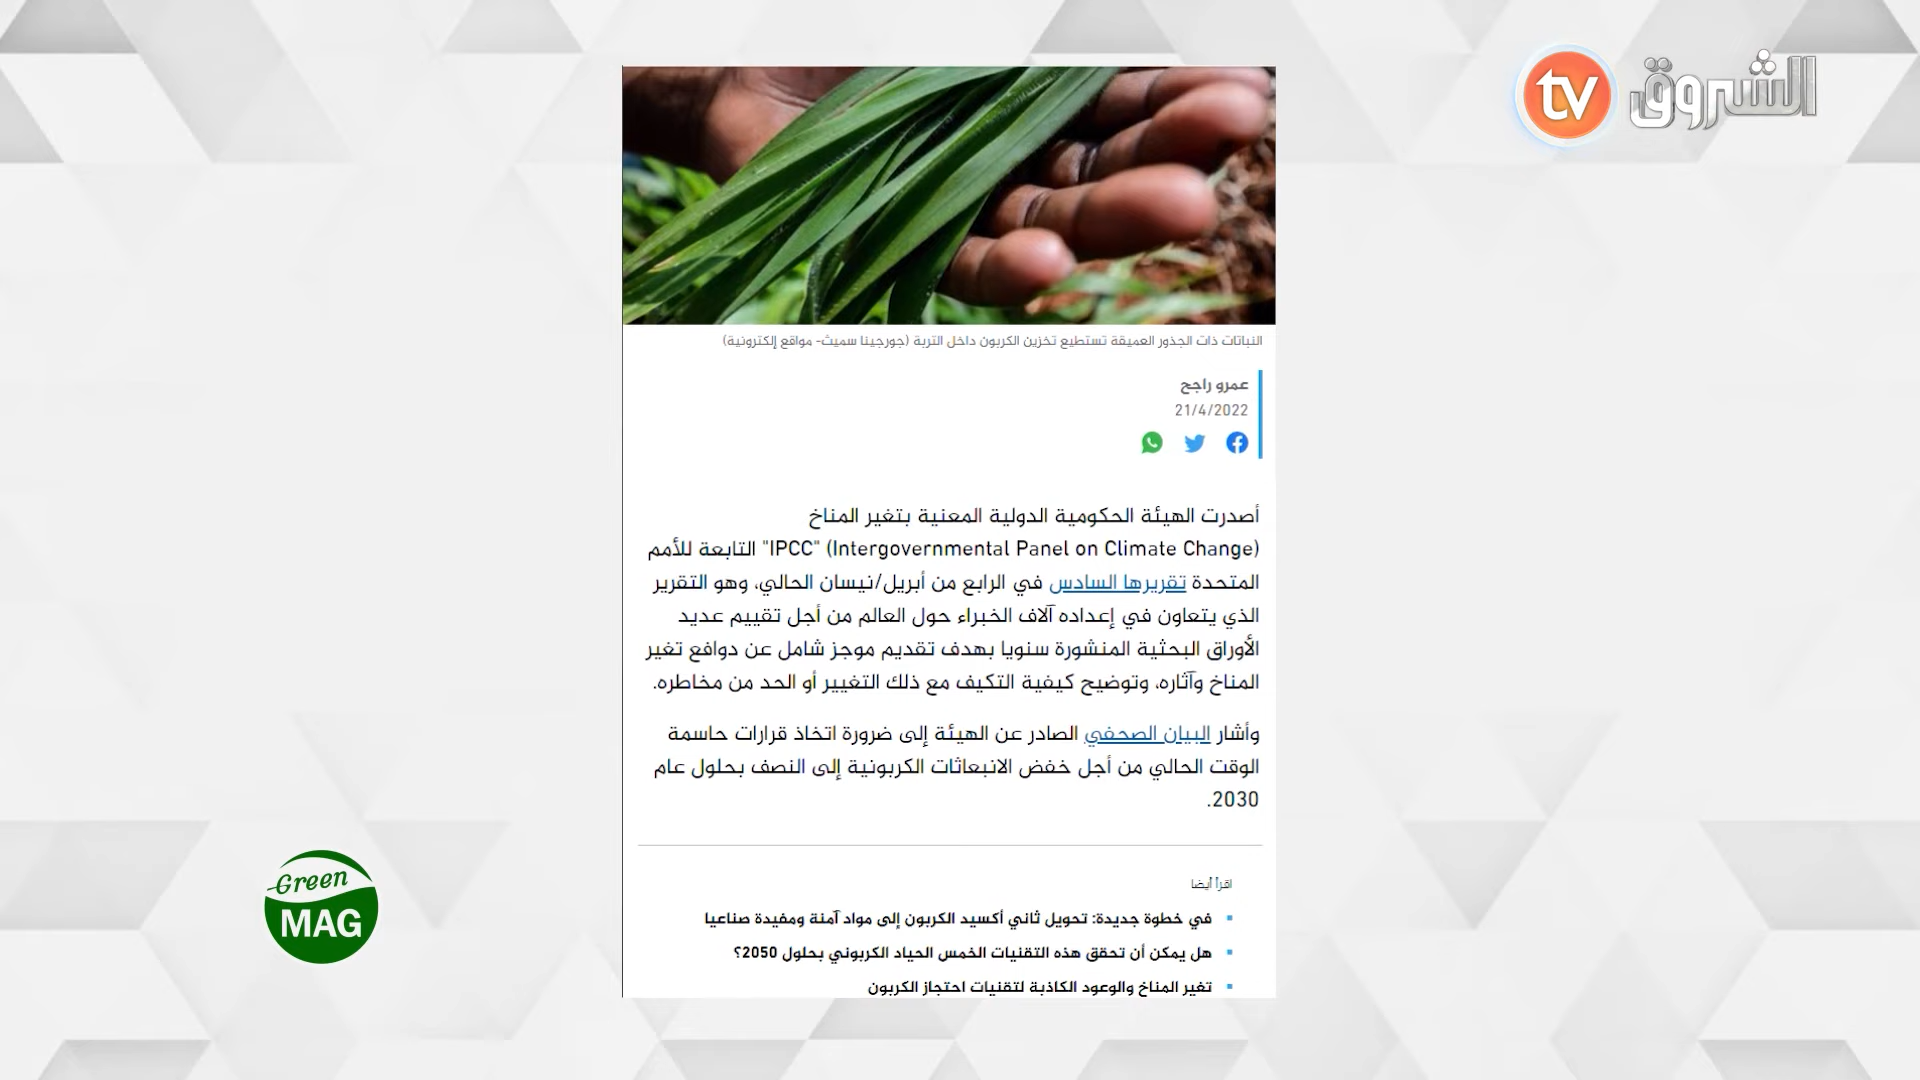 tv الشروق
النباتات ذات الجذور العميقة تستطيع تخزين الكربون داخل التربة (جورجينا سميث- مواقع إلكترونية)
عمرو راجح
21/4/2022
أصدرت الهيئة الحكومية الدولية المعنية بتغير المناخ
(Intergovernmental Panel on Climate Change) "IPCC" التابعة للأمم
المتحدة تقريرها السادس في الرابع من أبريل/نيسان الحالي، وهو التقرير
الذي يتعاون في إعداده آلاف الخبراء حول العالم من أجل تقييم عديد
الأوراق البحثية المنشورة سنويا بهدف تقديم موجز شامل عن دوافع تغير
المناخ وآثاره، وتوضيح كيفية التكيف مع ذلك التغيير أو الحد من مخاطره.
وأشار البيان الصحفي الصادر عن الهيئة إلى ضرورة اتخاذ قرارات حاسمة
الوقت الحالي من أجل خفض الانبعاثات الكربونية إلى النصف بحلول عام
2030.
اقرأ أيضا
في خطوة جديدة: تحويل ثاني أكسيد الكربون إلى مواد آمنة ومفيدة صناعيا
هل يمكن أن تحقق هذه التقنيات الخمس الحياد الكربوني بحلول 2050؟
تغير المناخ والوعود الكاذبة لتقنيات احتجاز الكربون
Green
MAG